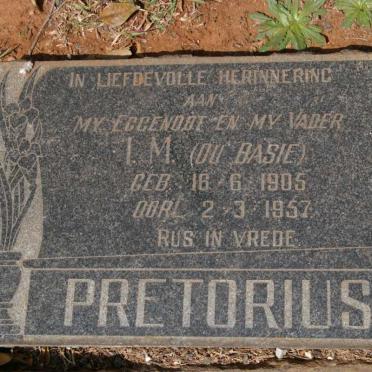 IN LIEFDEVOLLE HERINNERING
AAN
MY EGGENOOT EN MY VADER
I. M. (OU BASIE)
GEB. 16-6-1905
OORL. 2-3-1957
RUS IN VREDE
PRETORIUS